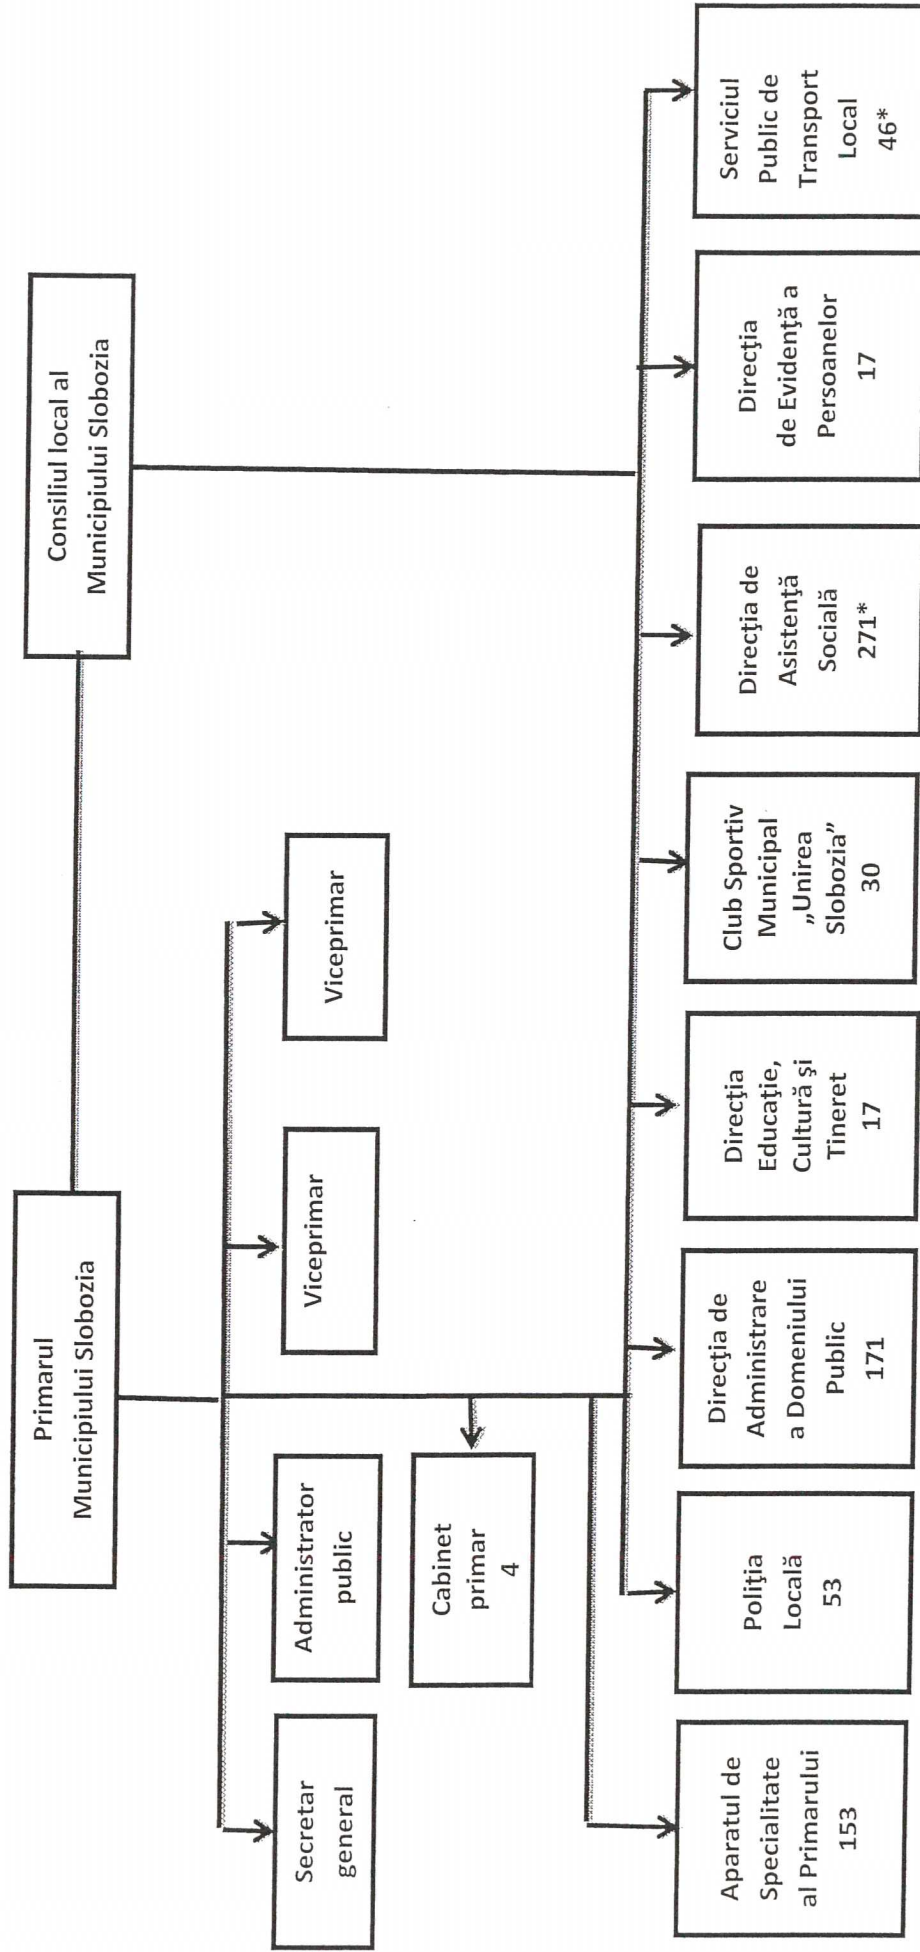 Primarul
Municipiului Slobozia
Consiliul local al
Municipiului Slobozia
Secretar
general
Administrator
public
Viceprimar
Viceprimar
Cabinet
primar
4
Aparatul de
Specialitate
al Primarului
153
Poliţia
Locală
53
Direcţia de
Administrare
a Domeniului
Public
171
Direcţia
Educaţie,
Cultură şi
Tineret
17
Club Sportiv
Municipal
„Unirea
Slobozia”
30
Direcţia de
Asistenţă
Socială
271*
Direcţia
de Evidenţă a
Persoanelor
17
Serviciul
Public de
Transport
Local
46*